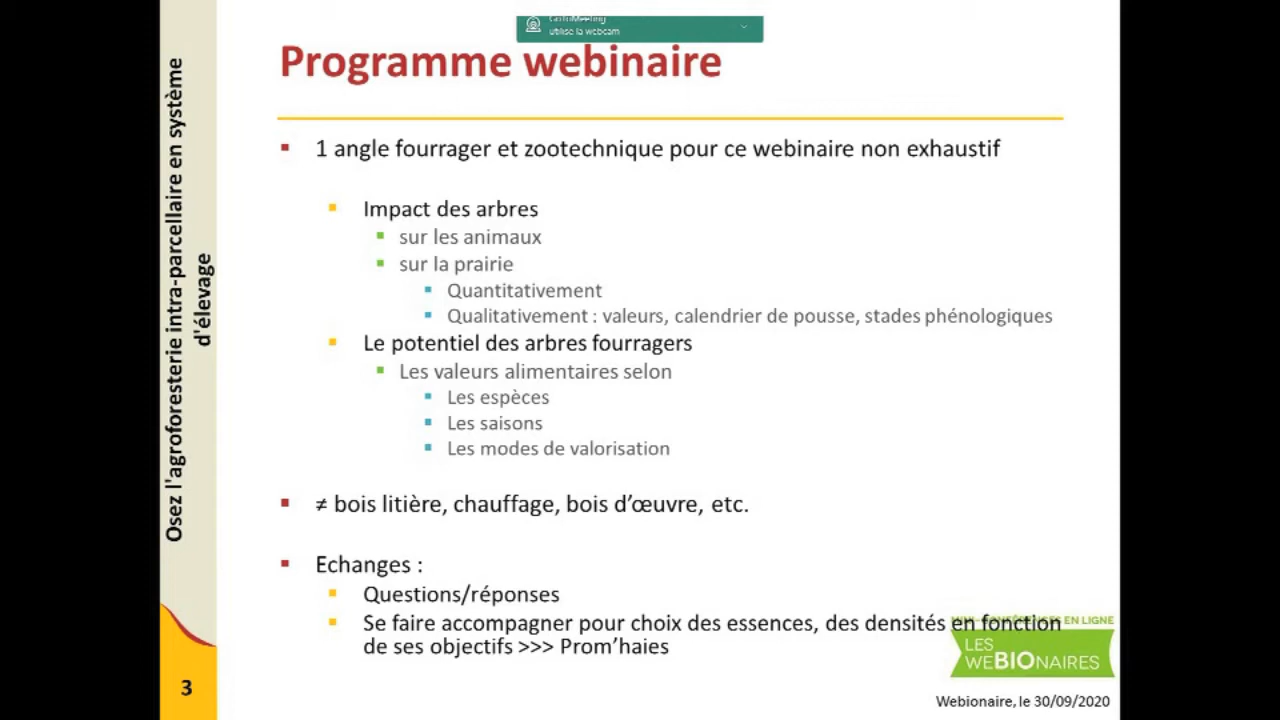 GoToMeeting
utilise la webcam
Programme webinaire
1 angle fourrager et zootechnique pour ce webinaire non exhaustif
Impact des arbres
sur les animaux
sur la prairie
Quantitativement
Qualitativement : valeurs, calendrier de pousse, stades phénologiques
Le potentiel des arbres fourragers
Les valeurs alimentaires selon
Les espèces
Les saisons
Les modes de valorisation
≠ bois litière, chauffage, bois d’œuvre, etc.
Echanges :
Questions/réponses
Se faire accompagner pour choix des essences, des densités en fonction
de ses objectifs >>> Prom’haies
Osez l'agroforesterie intra-parcellaire en système
d'élevage
3
EN LIGNE
LES
WEBIONAIRES
Webionaire, le 30/09/2020